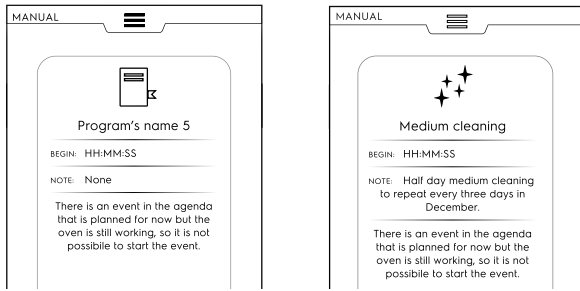 MANUAL
Program's name 5
BEGIN: HH:MM:SS
NOTE: None
There is an event in the agenda
that is planned for now but the
oven is still working, so it is not
possibile to start the event.
MANUAL
Medium cleaning
BEGIN: HH:MM:SS
NOTE: Half day medium cleaning
to repeat every three days in
December.
There is an event in the agenda
that is planned for now but the
oven is still working, so it is not
possibile to start the event.